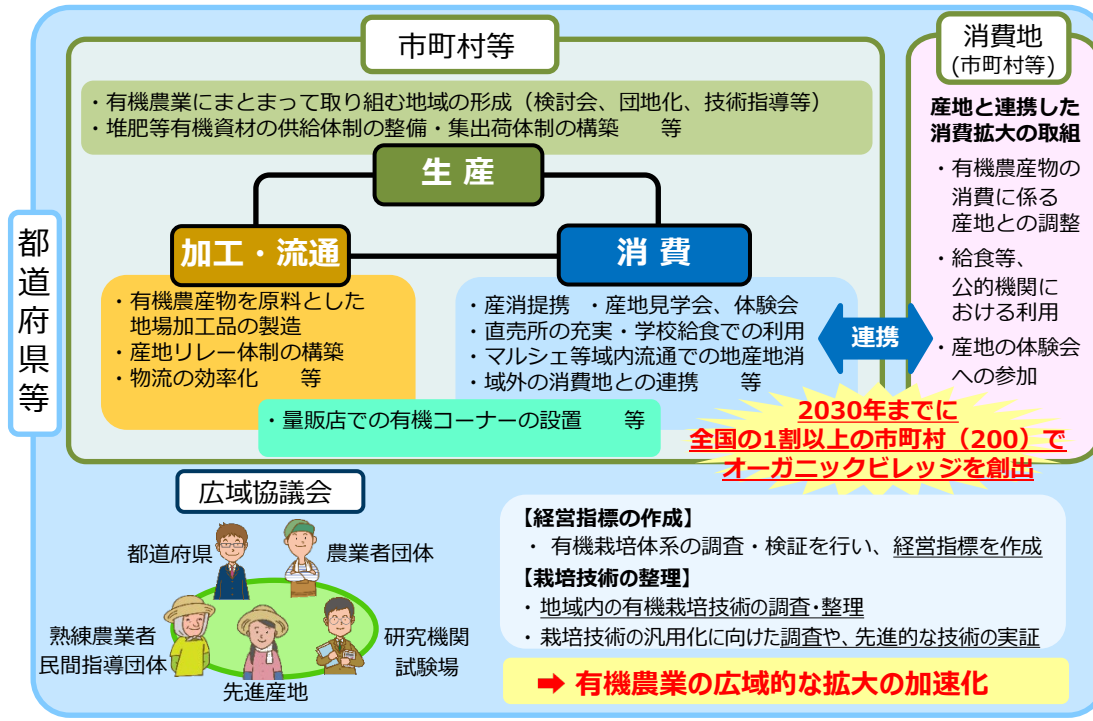 都道府県等
市町村等
・有機農業にまとまって取り組む地域の形成（検討会、団地化、技術指導等）
・堆肥等有機資材の供給体制の整備・集出荷体制の構築　　等
生 産
加工・流通
・有機農産物を原料とした
地場加工品の製造
・産地リレー体制の構築
・物流の効率化　　等
消 費
・産消提携　・産地見学会、体験会
・直売所の充実・学校給食での利用
・マルシェ等域内流通での地産地消
・域外の消費地との連携　　等
・量販店での有機コーナーの設置　　等
連携
消費地
(市町村等)
産地と連携した
消費拡大の取組
・有機農産物の
消費に係る
産地との調整
・給食等、
公的機関に
おける利用
・産地の体験会
への参加
2030年までに
全国の1割以上の市町村（200）で
オーガニックビレッジを創出
広域協議会
都道府県
農業者団体
熟練農業者
民間指導団体
先進産地
研究機関
試験場
【経営指標の作成】
・ 有機栽培体系の調査・検証を行い、経営指標を作成
【栽培技術の整理】
・地域内の有機栽培技術の調査・整理
・栽培技術の汎用化に向けた調査や、先進的な技術の実証
➡ 有機農業の広域的な拡大の加速化